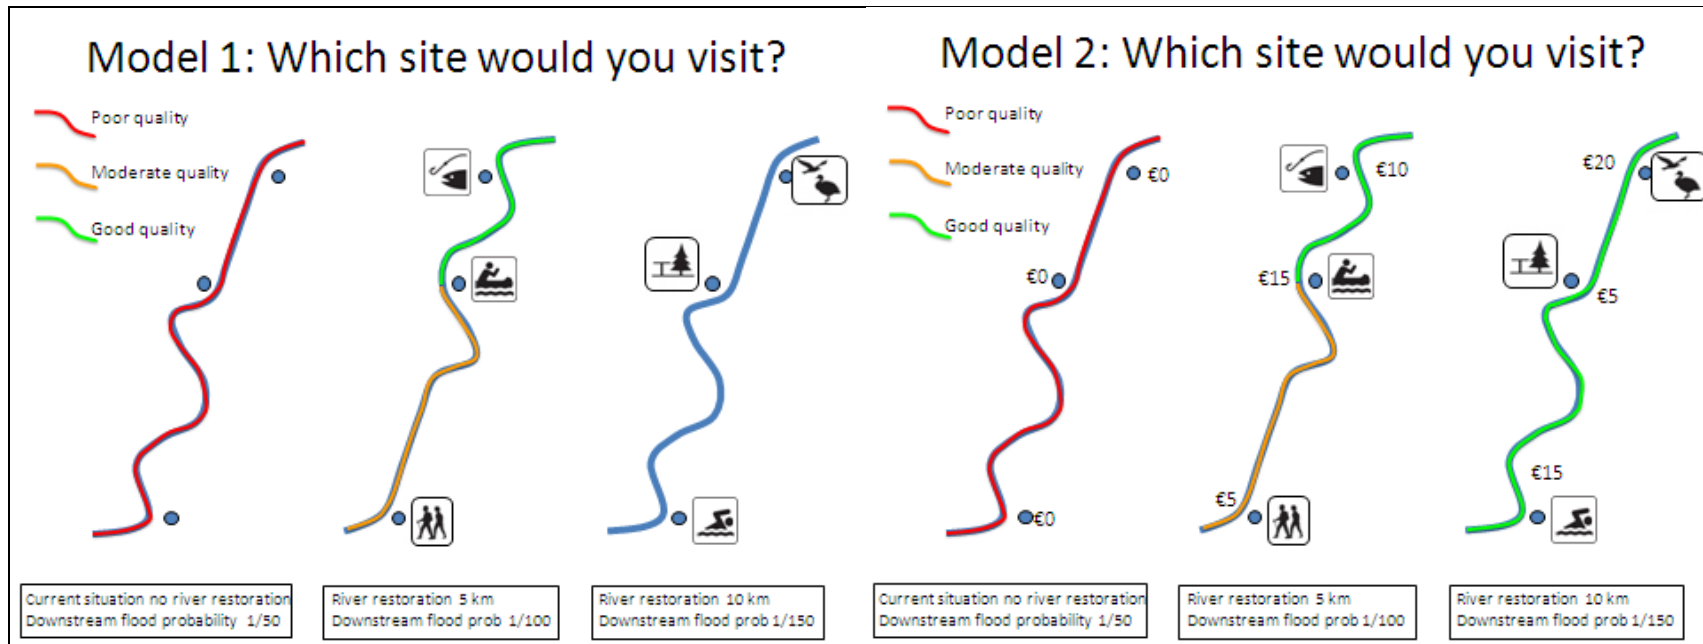 Model 1: Which site would you visit?
Poor quality
Moderate quality
Good quality
Current situation no river restoration
Downstream flood probability 1/50
River restoration 5 km
Downstream flood prob 1/100
River restoration 10 km
Downstream flood prob 1/150
Model 2: Which site would you visit?
Poor quality
Moderate quality
Good quality
€0
€10
€20
€0
€15
€5
€15
€5
€0
Current situation no river restoration
Downstream flood probability 1/50
River restoration 5 km
Downstream flood prob 1/100
River restoration 10 km
Downstream flood prob 1/150